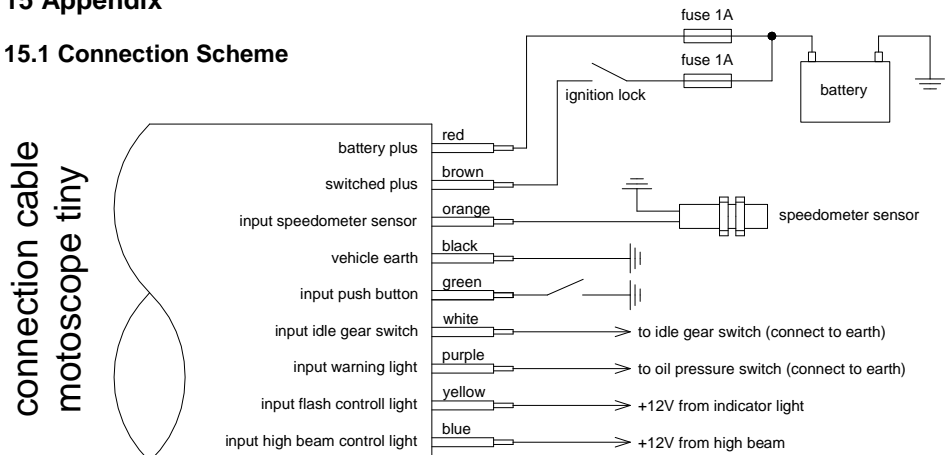 15 Appendix
15.1 Connection Scheme
fuse 1A
fuse 1A
ignition lock
battery
connection cable
motoscope tiny
battery plus red
switched plus brown
input speedometer sensor orange speedometer sensor
vehicle earth black
input push button green
input idle gear switch white to idle gear switch (connect to earth)
input warning light purple to oil pressure switch (connect to earth)
input flash controll light yellow +12V from indicator light
input high beam control light blue +12V from high beam